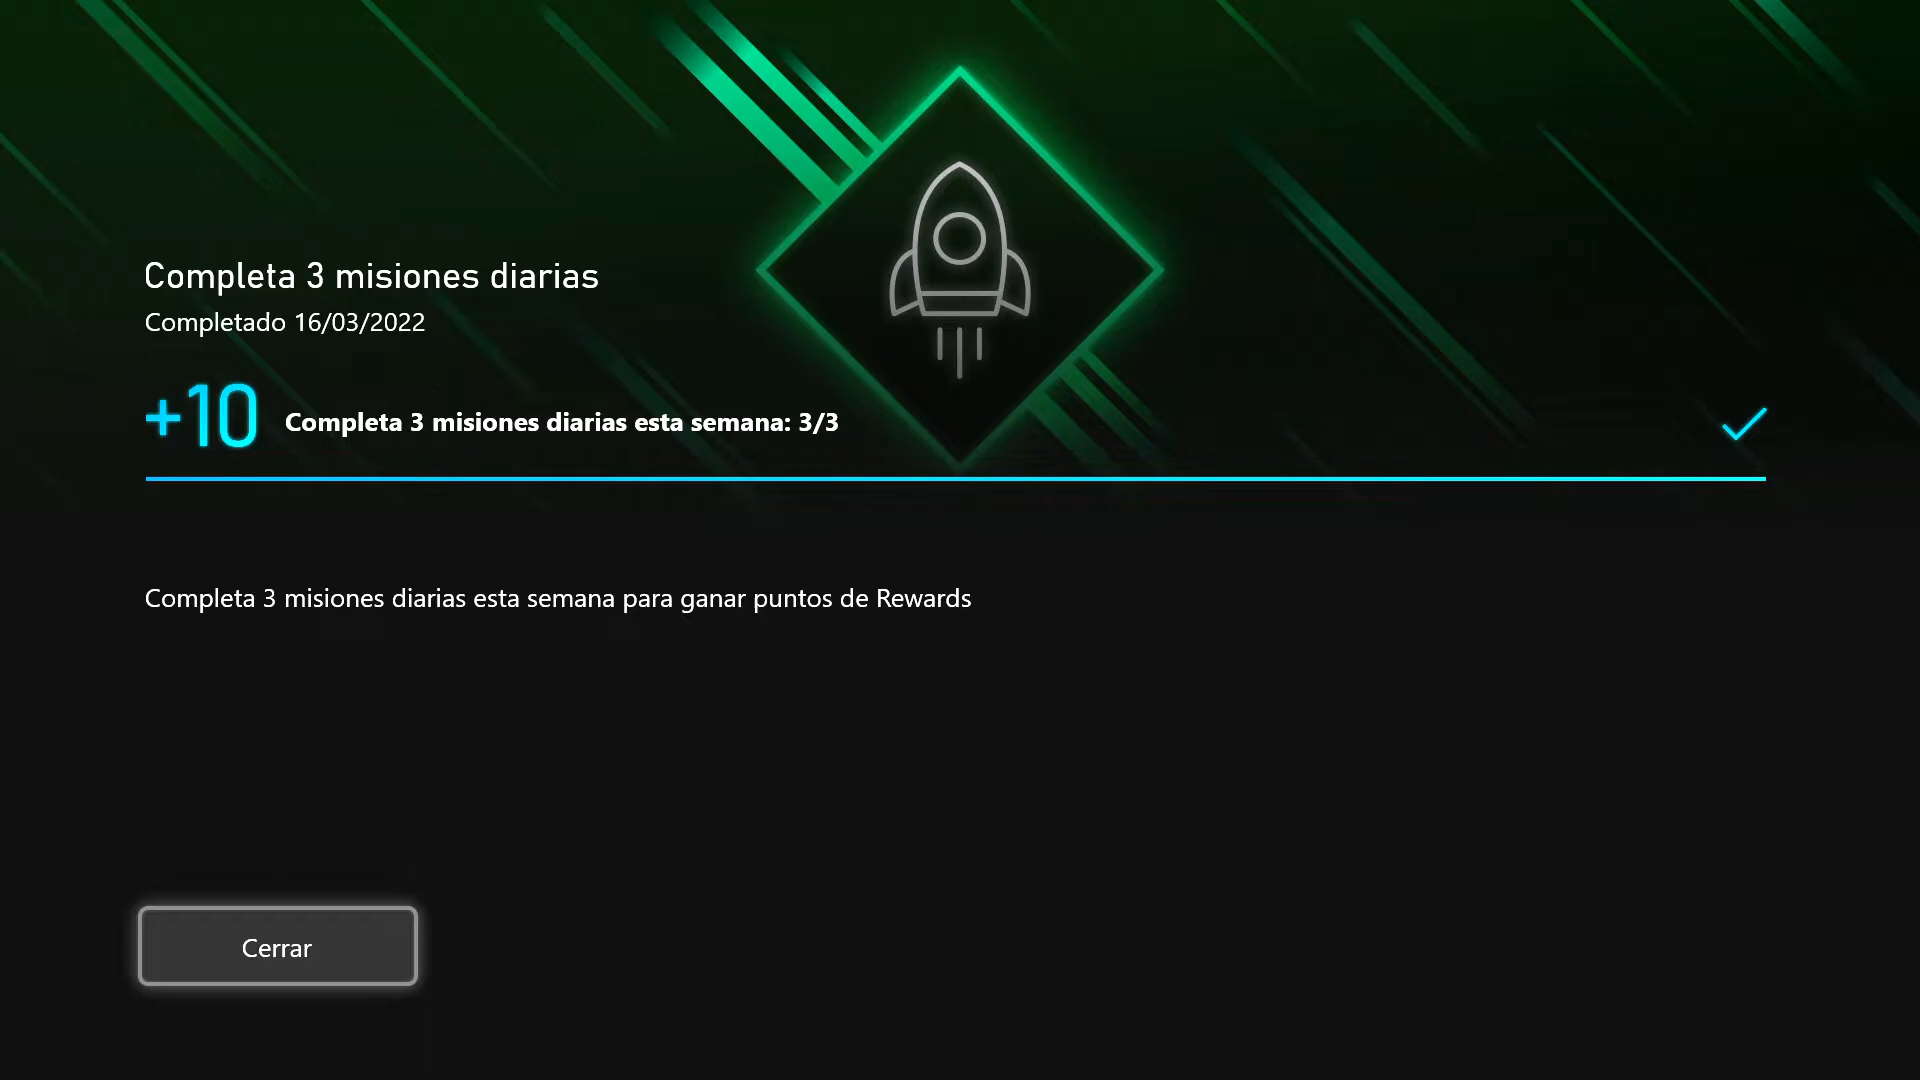 Completa 3 misiones diarias
Completado 16/03/2022
+10 Completa 3 misiones diarias esta semana: 3/3
Completa 3 misiones diarias esta semana para ganar puntos de Rewards
Cerrar